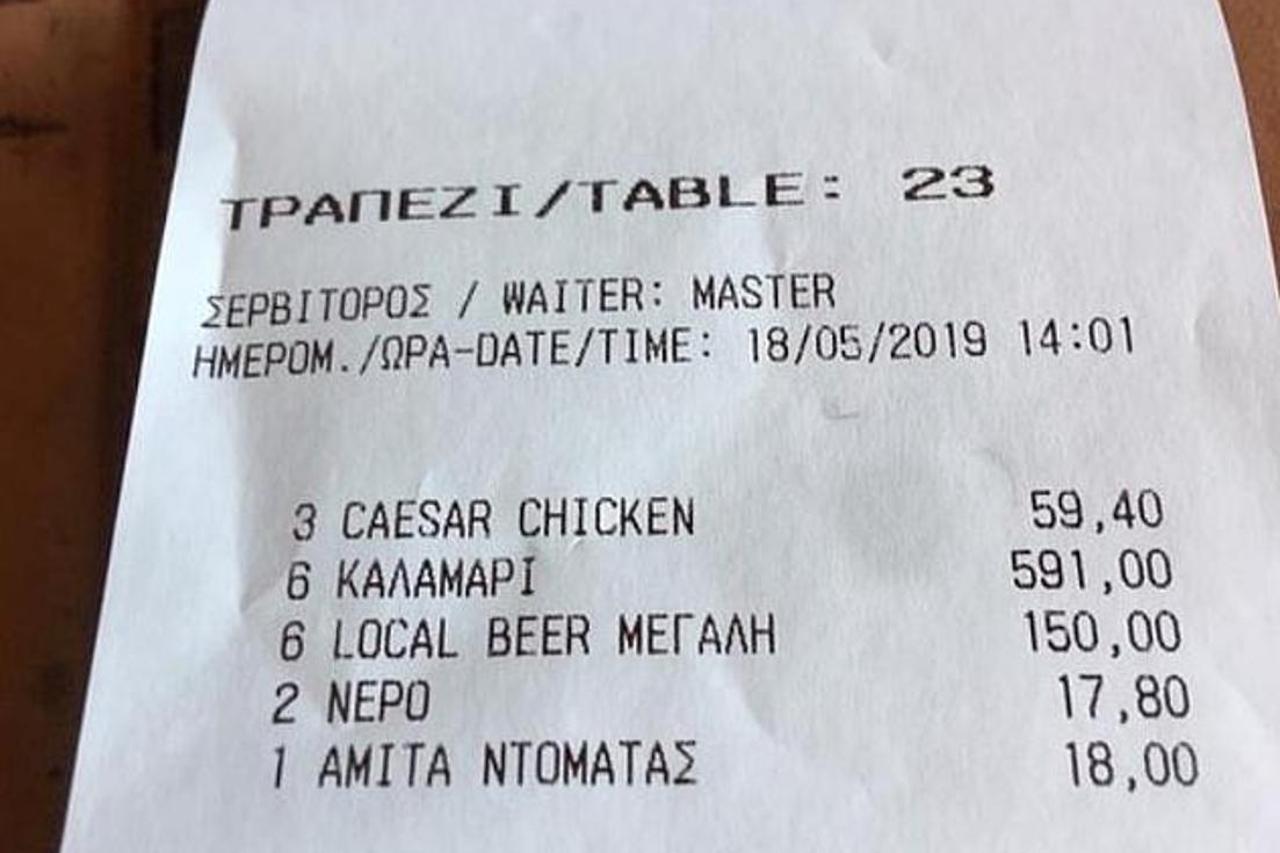 ΤΡΑΠΕΖΙ/TABLE: 23
ΣΕΡΒΙΤΟΡΟΣ / WAITER: MASTER
ΗΜΕΡΟΜ./ΩΡΑ-DATE/TIME: 18/05/2019 14:01
3 CAESAR CHICKEN 59,40
6 ΚΑΛΑΜΑΡΙ 591,00
6 LOCAL BEER ΜΕΓΑΛΗ 150,00
2 ΝΕΡΟ 17,80
1 ΑΜΙΤΑ ΝΤΟΜΑΤΑΣ 18,00